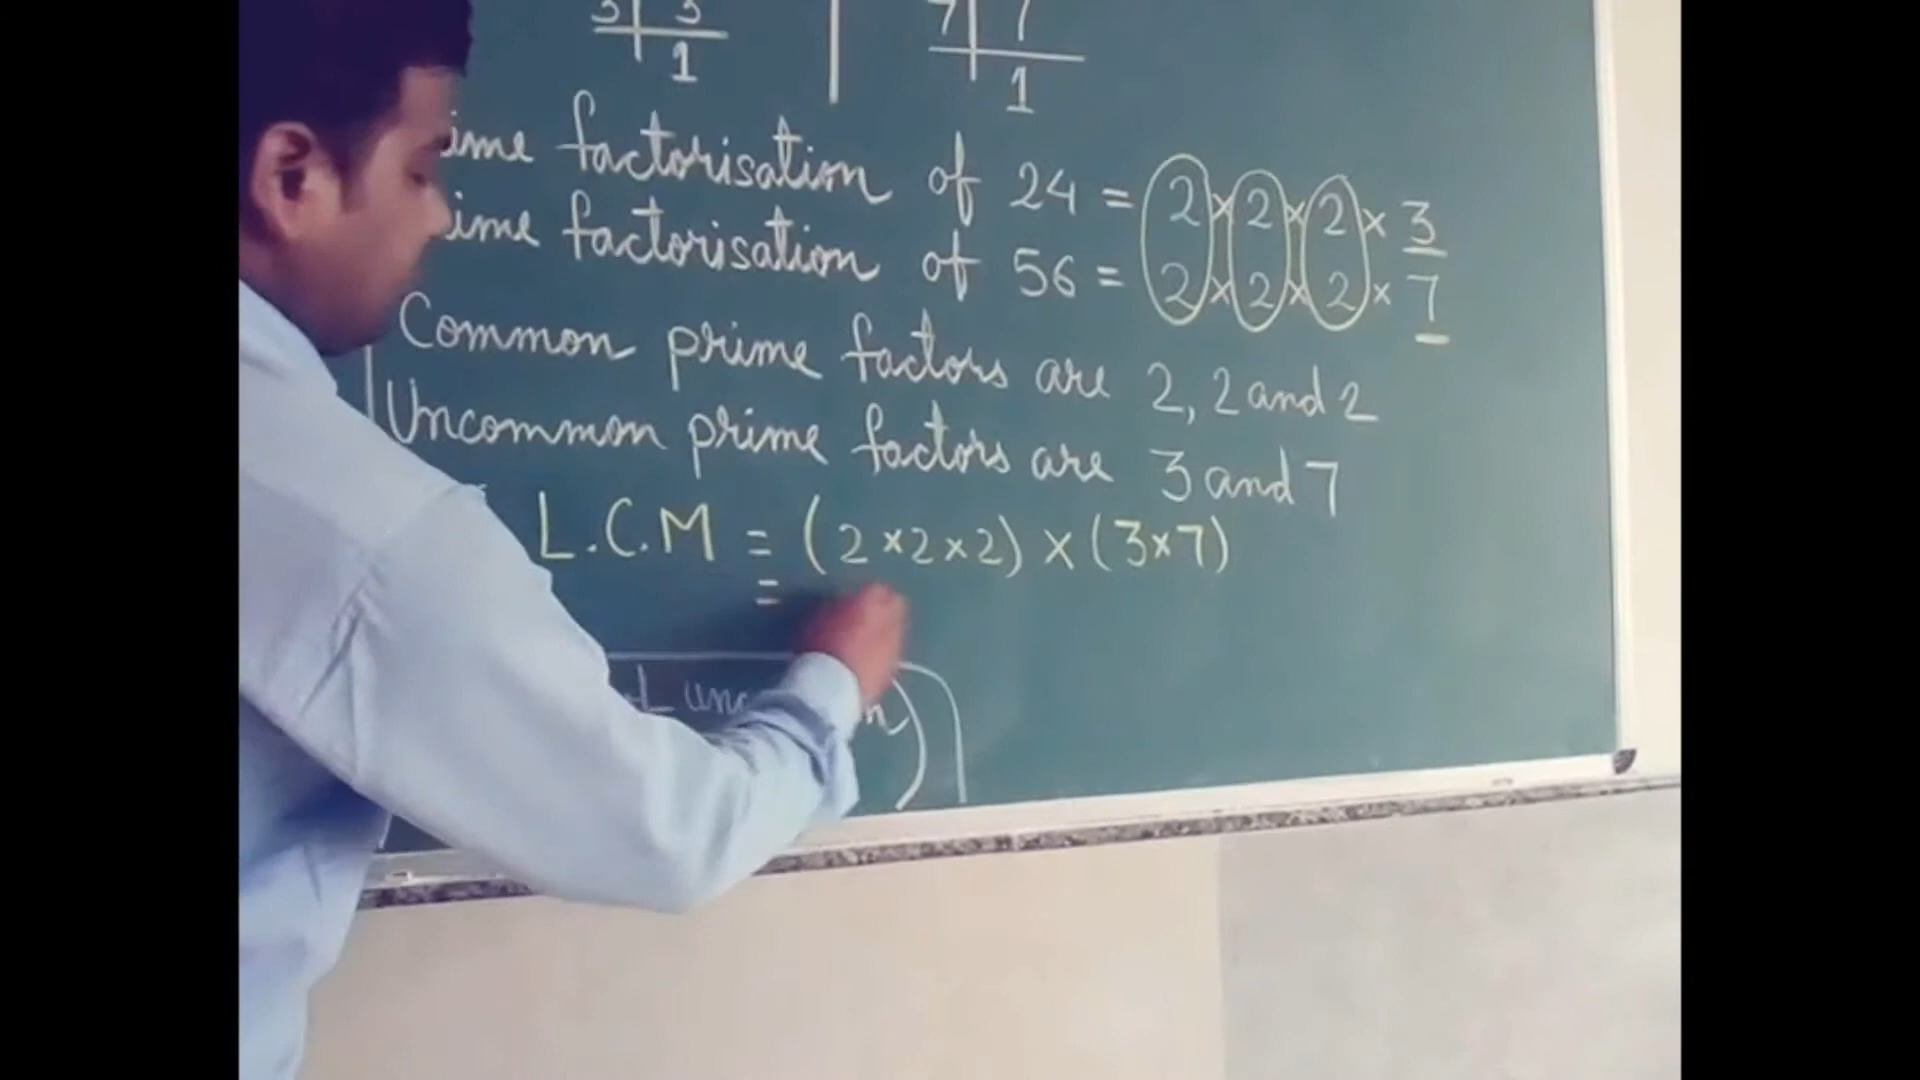 3 3 7 7
1 1
ime factorisation of 24 = 2 × 2 × 2 × 3
ime factorisation of 56 = 2 × 2 × 2 × 7
Common prime factors are 2, 2 and 2
Uncommon prime factors are 3 and 7
L.C.M = (2 × 2 × 2) × (3 × 7)
=